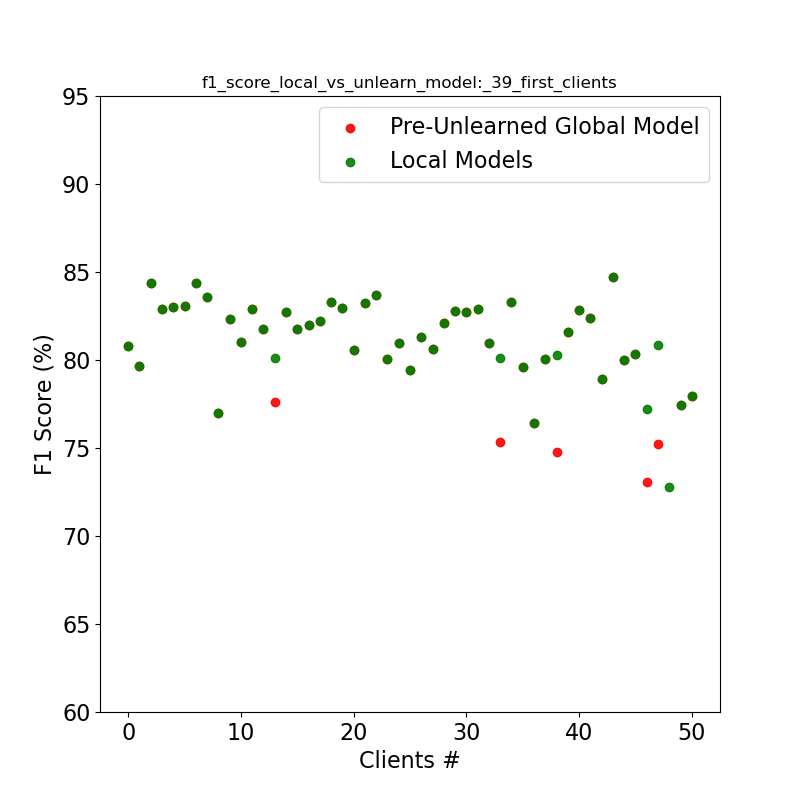 f1_score_local_vs_unlearn_model:_39_first_clients
95
90
85
80
75
70
65
60
F1 Score (%)
Pre-Unlearned Global Model
Local Models
0 10 20 30 40 50
Clients #